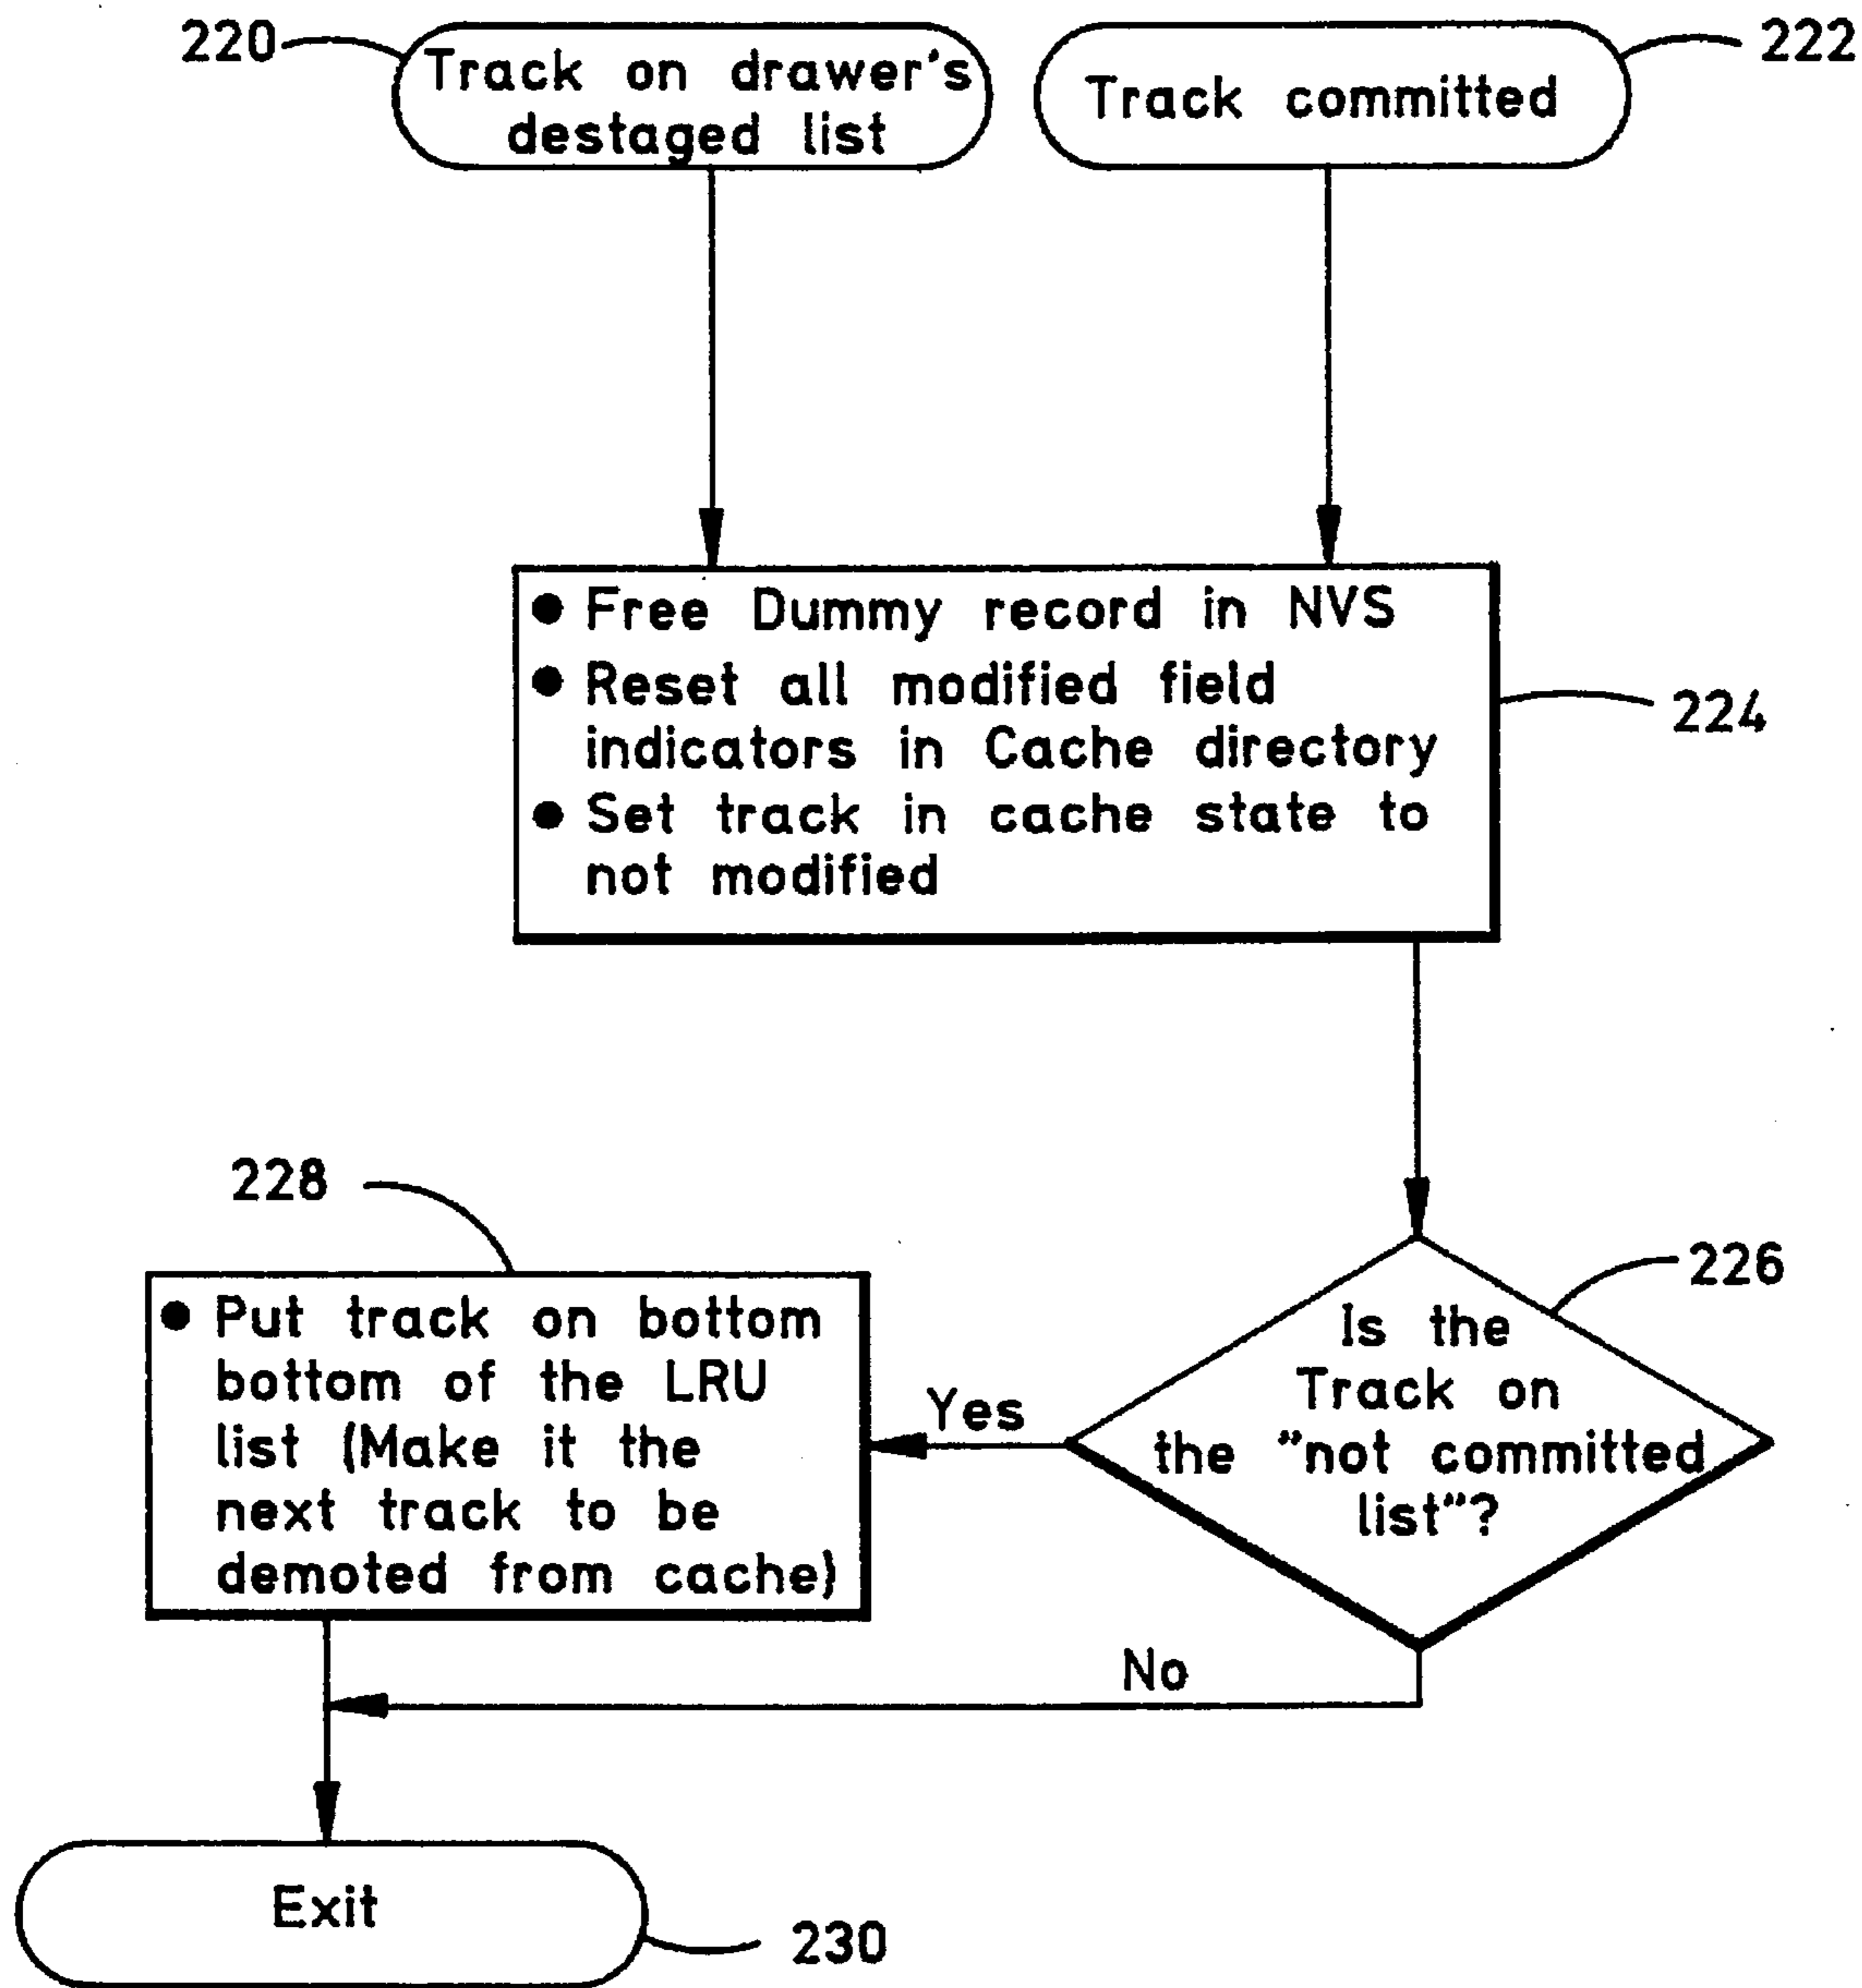 220
Track on drawer's
destaged list
Track committed
222
● Free Dummy record in NVS
● Reset all modified field
indicators in Cache directory
● Set track in cache state to
not modified
224
228
● Put track on bottom
bottom of the LRU
list (Make it the
next track to be
demoted from cache)
Yes
226
Is the
Track on
the "not committed
list"?
No
Exit
230